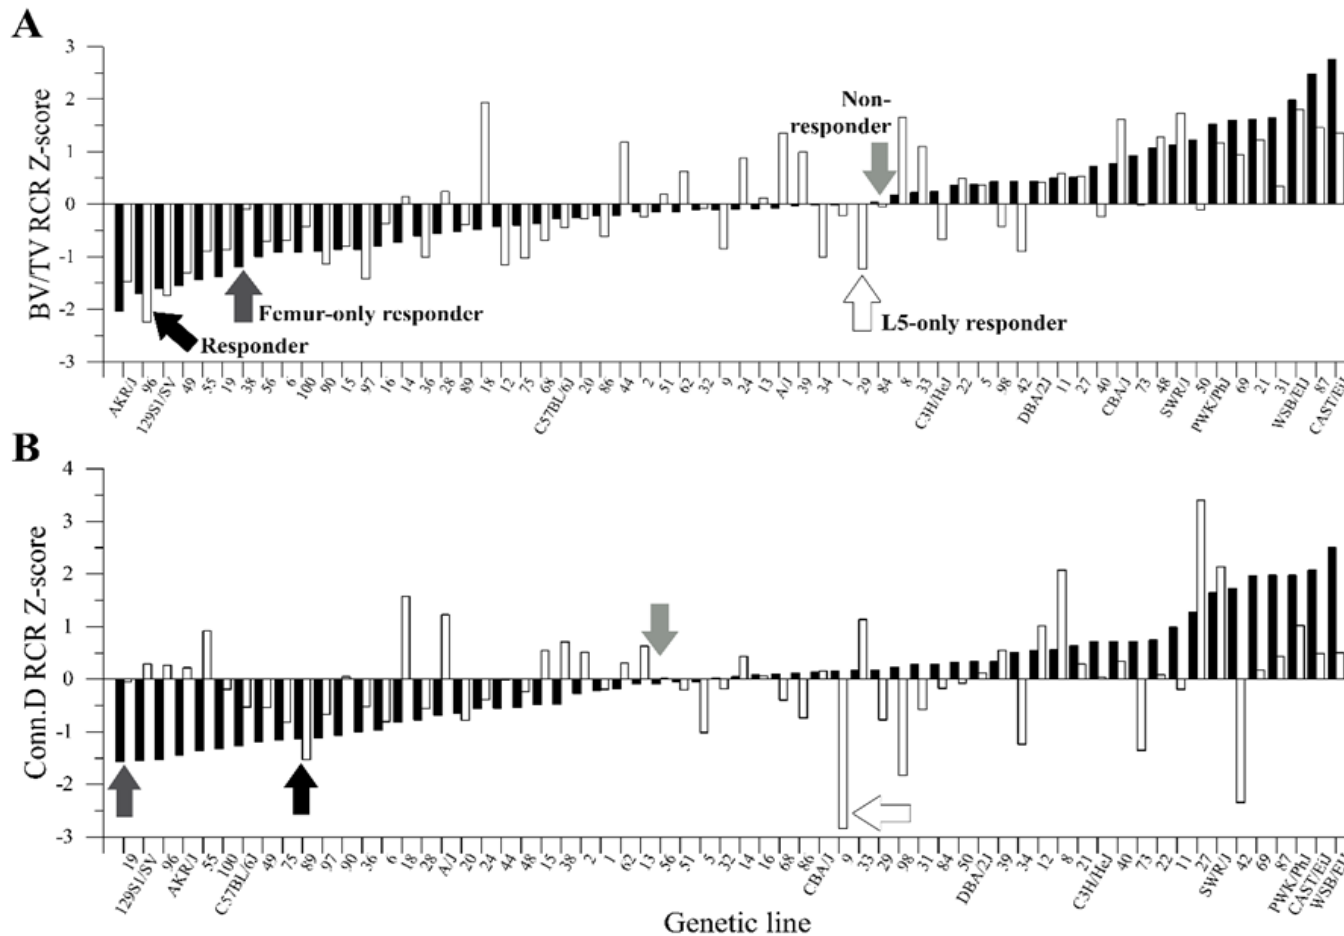 A
BV/TV RCR Z-score
3
2
1
0
-1
-2
-3
Non-
responder
Femur-only responder
Responder
L5-only responder
AKR/J 96 129S1/SV 49 55 19 38 56 6 100 90 15 97 16 14 36 28 89 18 12 75 68 C57BL/6J 20 86 44 2 51 62 32 9 24 13 A/J 39 34 1 29 84 8 33 C3H/HeJ 22 5 98 42 DBA/2J 11 27 40 CBA/J 73 48 SWR/J 50 PWK/PhJ 69 21 31 WSB/EIJ 87 CAST/EiJ
B
Conn.D RCR Z-score
4
3
2
1
0
-1
-2
-3
19 129S1/SV 96 AKR/J 55 100 C57BL/6J 49 75 89 97 90 36 6 18 28 A/J 20 24 44 48 15 38 2 1 62 13 56 51 5 32 14 16 68 86 CBA/J 9 33 29 98 31 84 50 DBA/2J 39 34 12 8 21 C3H/HeJ 40 73 22 11 27 SWR/J 42 69 87 PWK/PhJ CAST/EiJ
Genetic line